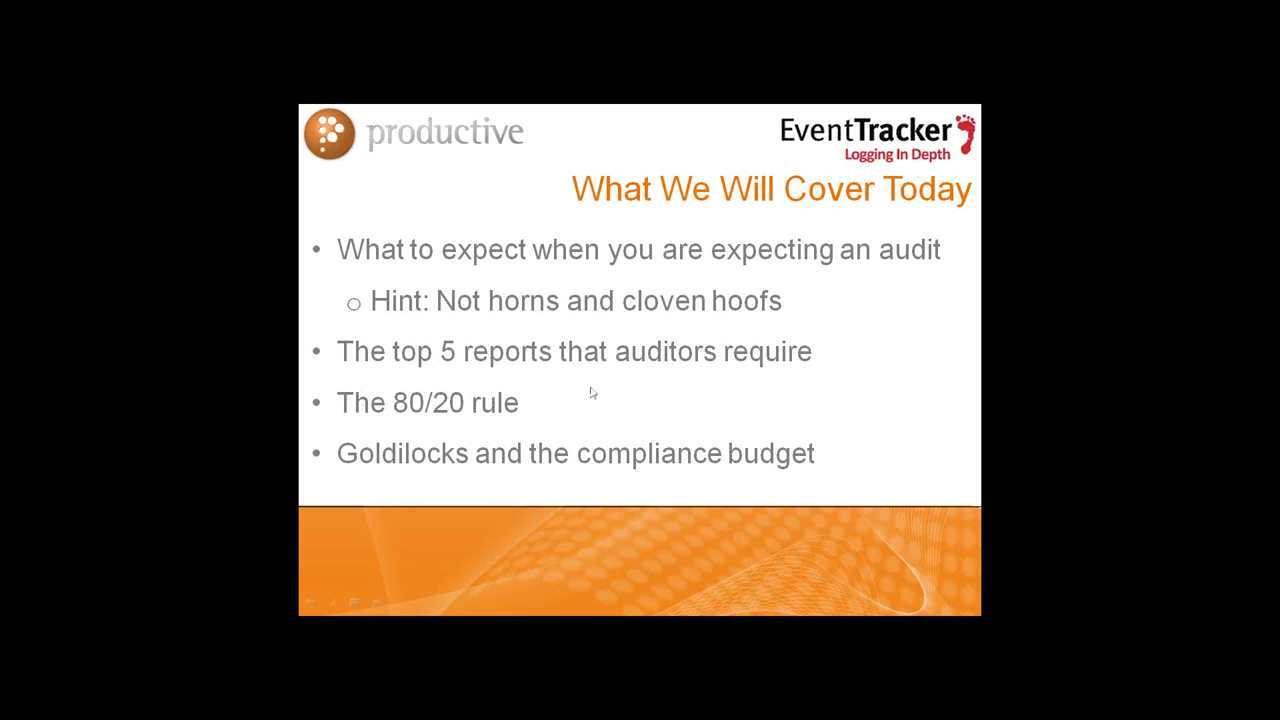 productive
EventTracker
Logging In Depth
What We Will Cover Today
• What to expect when you are expecting an audit
o Hint: Not horns and cloven hoofs
• The top 5 reports that auditors require
• The 80/20 rule
• Goldilocks and the compliance budget